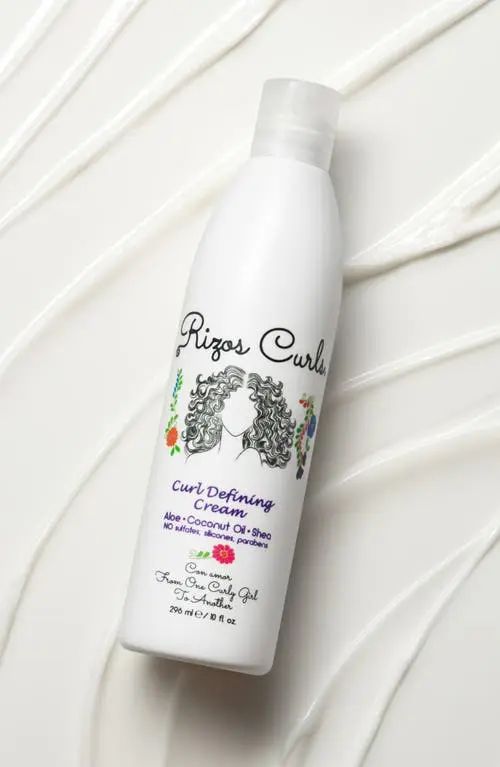 Rizos Curls
Curl Defining
Cream
Aloe • Coconut Oil • Shea
NO sulfates, silicones, parabens
Con amor
From One Curly Girl
To Another
296 ml ℮ / 10 fl oz